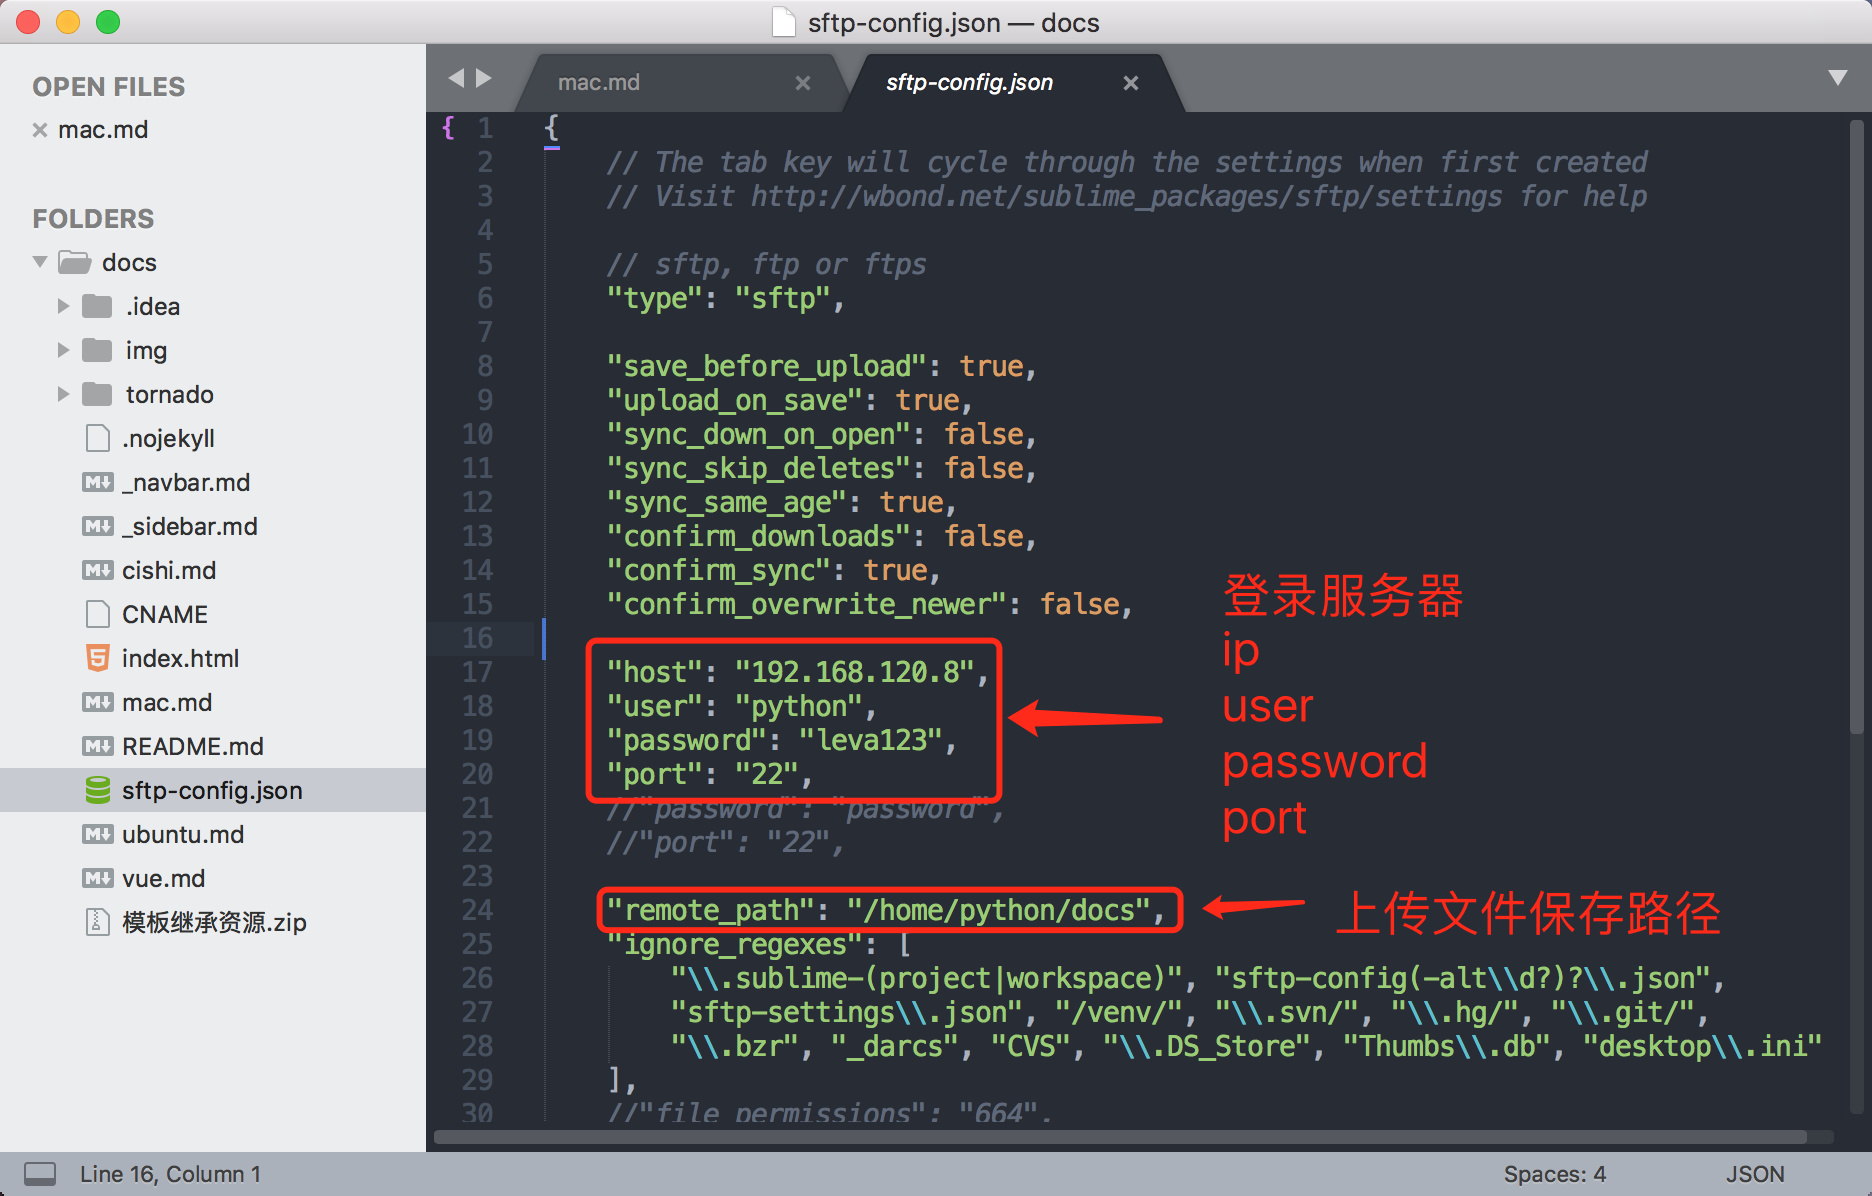 sftp-config.json — docs
OPEN FILES
mac.md
FOLDERS
docs
.idea
img
tornado
.nojekyll
_navbar.md
_sidebar.md
cishi.md
CNAME
index.html
mac.md
README.md
sftp-config.json
ubuntu.md
vue.md
模板继承资源.zip
mac.md
sftp-config.json
{ 1 {
2 // The tab key will cycle through the settings when first created
3 // Visit http://wbond.net/sublime_packages/sftp/settings for help
4
5 // sftp, ftp or ftps
6 "type": "sftp",
7
8 "save_before_upload": true,
9 "upload_on_save": true,
10 "sync_down_on_open": false,
11 "sync_skip_deletes": false,
12 "sync_same_age": true,
13 "confirm_downloads": false,
14 "confirm_sync": true,
15 "confirm_overwrite_newer": false,
16
17 "host": "192.168.120.8",
18 "user": "python",
19 "password": "leva123",
20 "port": "22",
21 //"password": "password",
22 //"port": "22",
23
24 "remote_path": "/home/python/docs",
25 "ignore_regexes": [
26 "\\.sublime-(project|workspace)", "sftp-config(-alt\\d?)?\\.json",
27 "sftp-settings\\.json", "/venv/", "\\.svn/", "\\.hg/", "\\.git/",
28 "\\.bzr", "_darcs", "CVS", "\\.DS_Store", "Thumbs\\.db", "desktop\\.ini"
29 ],
30 //"file_permissions": "664",
登录服务器
ip
user
password
port
上传文件保存路径
Line 16, Column 1
Spaces: 4
JSON